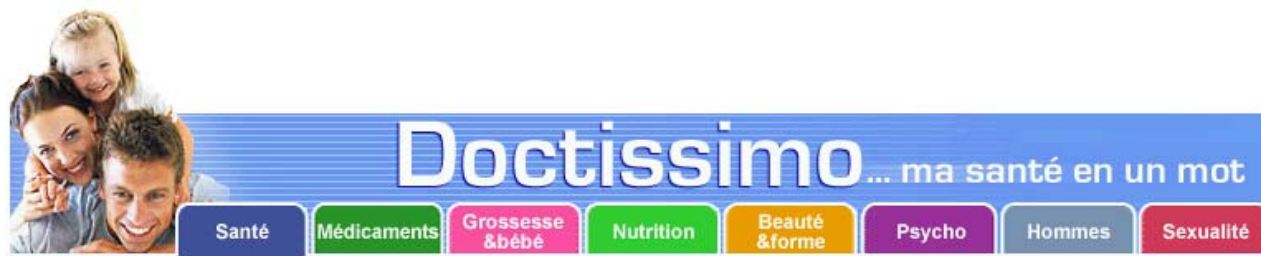 Doctissimo... ma santé en un mot
Santé
Médicaments
Grossesse
&bébé
Nutrition
Beauté
&forme
Psycho
Hommes
Sexualité